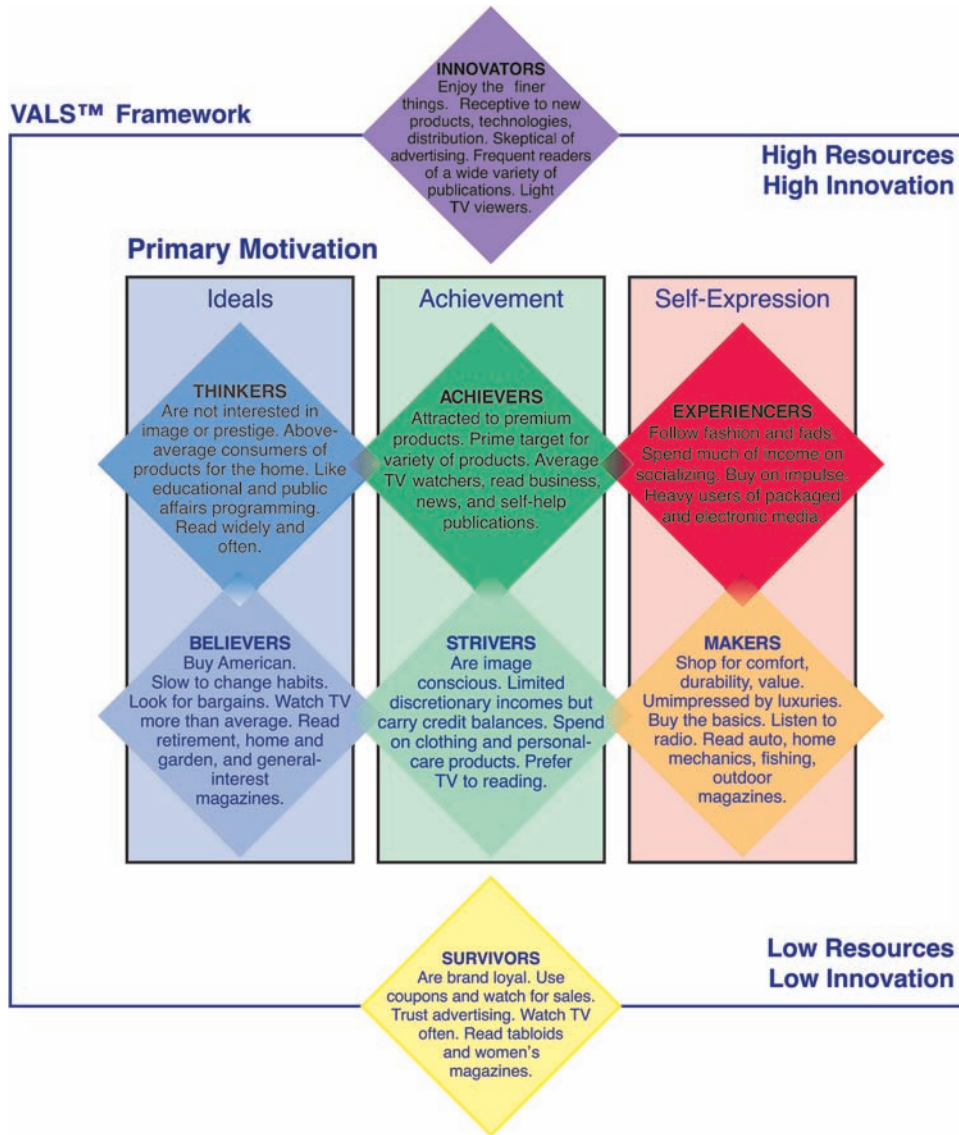 INNOVATORS
Enjoy the finer
things. Receptive to new
products, technologies,
distribution. Skeptical of
advertising. Frequent readers
of a wide variety of
publications. Light
TV viewers.
VALS™ Framework
High Resources
High Innovation
Primary Motivation
Ideals
Achievement
Self-Expression
THINKERS
Are not interested in
image or prestige. Above-
average consumers of
products for the home. Like
educational and public
affairs programming.
Read widely and
often.
ACHIEVERS
Attracted to premium
products. Prime target for
variety of products. Average
TV watchers, read business,
news, and self-help
publications.
EXPERIENCERS
Follow fashion and fads.
Spend much of income on
socializing. Buy on impulse.
Heavy users of packaged
and electronic media.
BELIEVERS
Buy American.
Slow to change habits.
Look for bargains. Watch TV
more than average. Read
retirement, home and
garden, and general-
interest
magazines.
STRIVERS
Are image
conscious. Limited
discretionary incomes but
carry credit balances. Spend
on clothing and personal-
care products. Prefer
TV to reading.
MAKERS
Shop for comfort,
durability, value.
Umimpressed by luxuries.
Buy the basics. Listen to
radio. Read auto, home
mechanics, fishing,
outdoor
magazines.
Low Resources
Low Innovation
SURVIVORS
Are brand loyal. Use
coupons and watch for sales.
Trust advertising. Watch TV
often. Read tabloids
and women's
magazines.